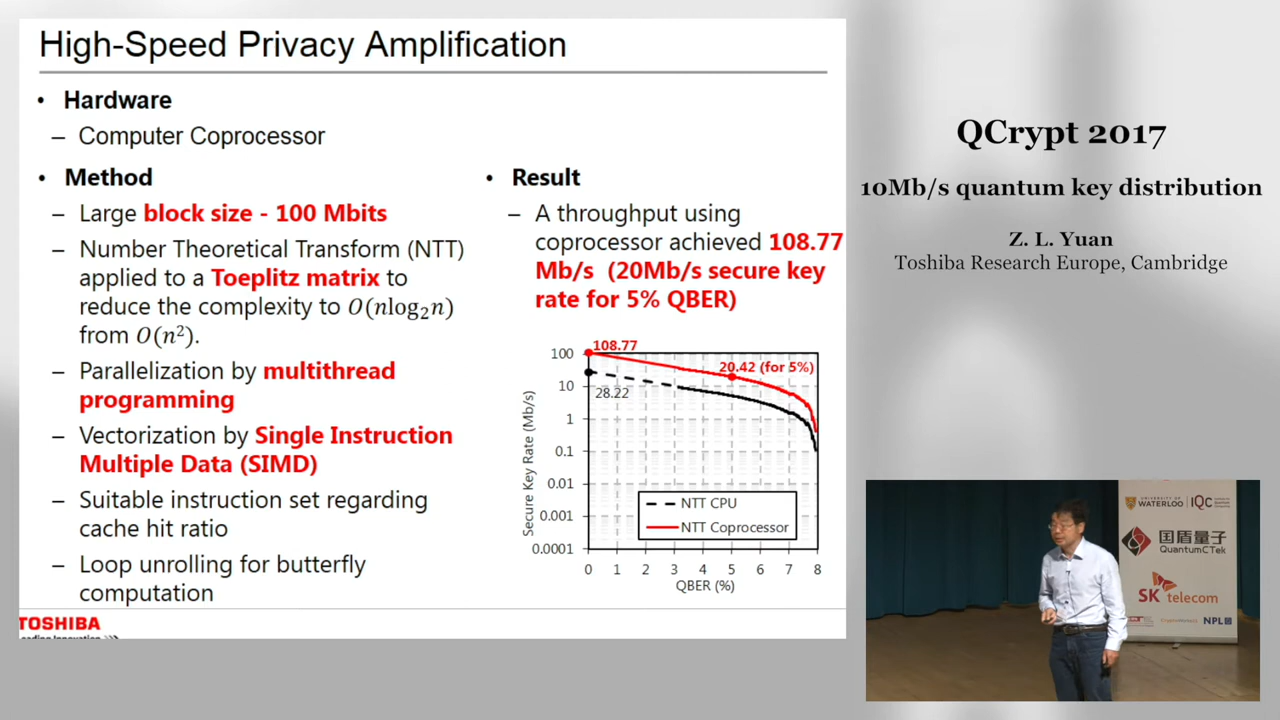 High-Speed Privacy Amplification
• Hardware
– Computer Coprocessor
• Method
– Large block size - 100 Mbits
– Number Theoretical Transform (NTT)
applied to a Toeplitz matrix to
reduce the complexity to O(nlog₂n)
from O(n²).
– Parallelization by multithread
programming
– Vectorization by Single Instruction
Multiple Data (SIMD)
– Suitable instruction set regarding
cache hit ratio
– Loop unrolling for butterfly
computation
• Result
– A throughput using
coprocessor achieved 108.77
Mb/s (20Mb/s secure key
rate for 5% QBER)
108.77
20.42 (for 5%)
28.22
Secure Key Rate (Mb/s)
100
10
1
0.1
0.01
0.001
0.0001
NTT CPU
NTT Coprocessor
0 1 2 3 4 5 6 7 8
QBER (%)
TOSHIBA
QCrypt 2017
10Mb/s quantum key distribution
Z. L. Yuan
Toshiba Research Europe, Cambridge
UNIVERSITY OF
WATERLOO
IQC
国盾量子
QuantumCTek
SK telecom
NPL